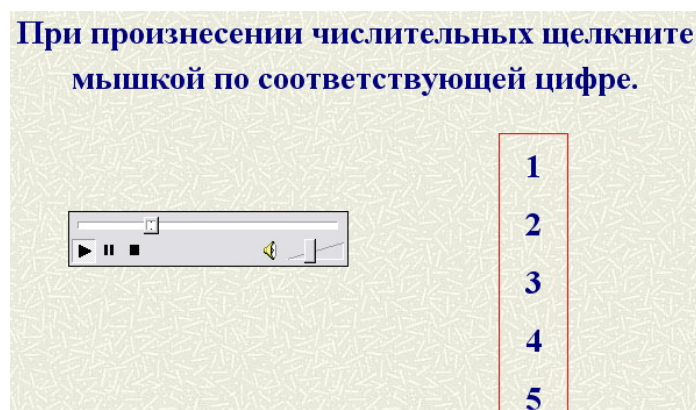 При произнесении числительных щелкните
мышкой по соответствующей цифре.
1
2
3
4
5